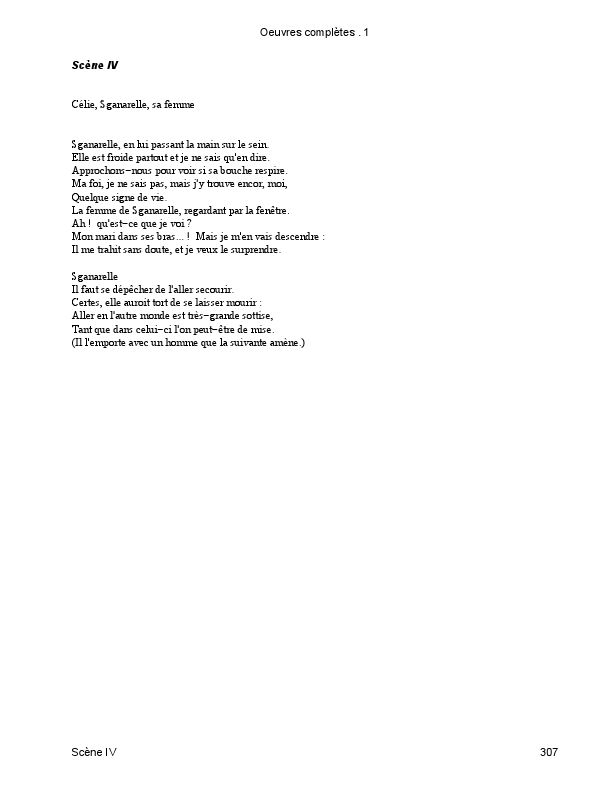 Oeuvres complètes . 1
Scène IV
Célie, Sganarelle, sa femme
Sganarelle, en lui passant la main sur le sein.
Elle est froide partout et je ne sais qu'en dire.
Approchons−nous pour voir si sa bouche respire.
Ma foi, je ne sais pas, mais j'y trouve encor, moi,
Quelque signe de vie.
La femme de Sganarelle, regardant par la fenêtre.
Ah ! qu'est−ce que je voi ?
Mon mari dans ses bras... ! Mais je m'en vais descendre :
Il me trahit sans doute, et je veux le surprendre.
Sganarelle
Il faut se dépêcher de l'aller secourir.
Certes, elle auroit tort de se laisser mourir :
Aller en l'autre monde est très−grande sottise,
Tant que dans celui−ci l'on peut−être de mise.
(Il l'emporte avec un homme que la suivante amène.)
Scène IV 307